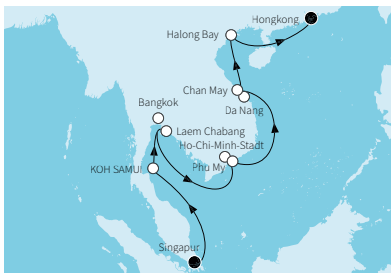 Hongkong
Halong Bay
Chan May
Da Nang
Bangkok
Laem Chabang
Ho-Chi-Minh-Stadt
Phu My
KOH SAMUI
Singapur